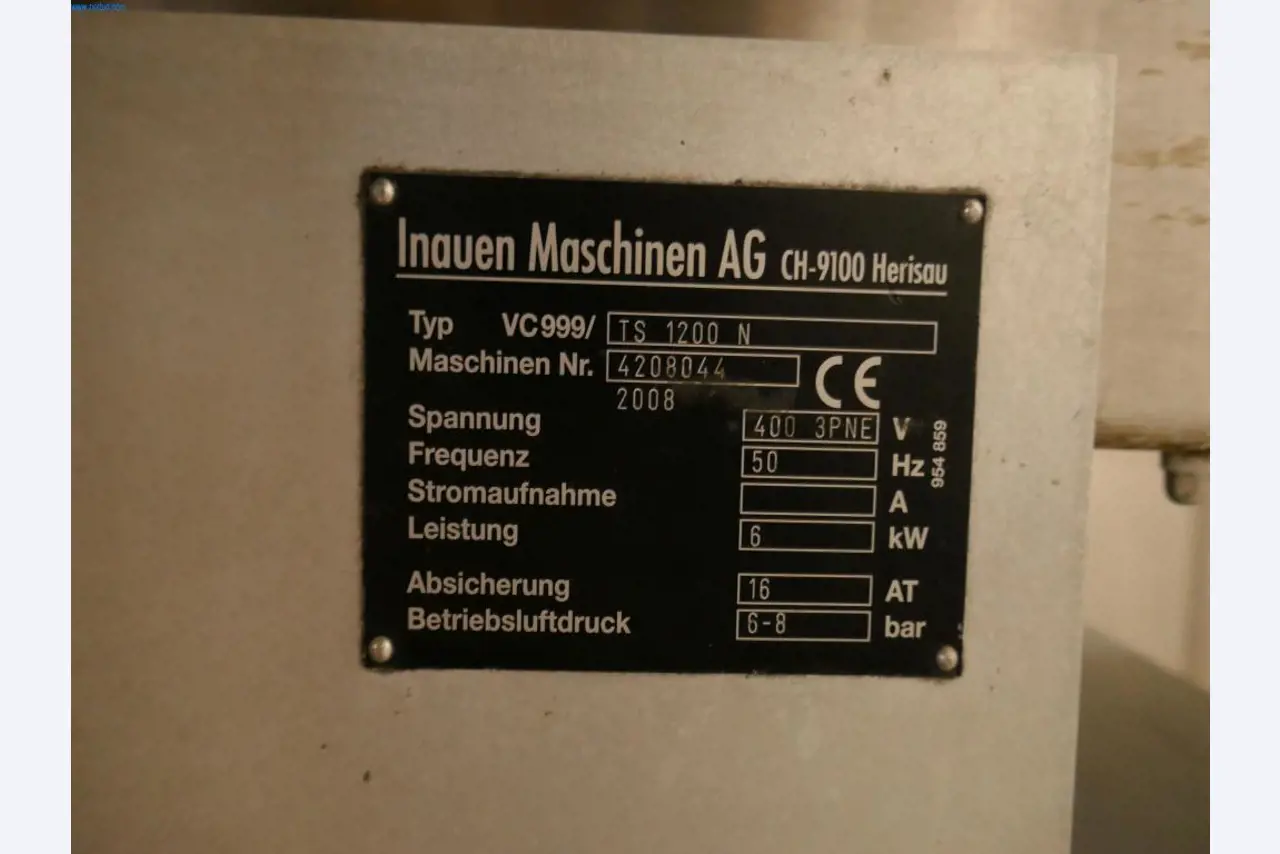 Inauen Maschinen AG CH-9100 Herisau
Typ VC999/ TS 1200 N
Maschinen Nr. 4208044
CE
2008
Spannung 400 3PNE V
Frequenz 50 Hz
Stromaufnahme A
Leistung 6 kW
954 859
Absicherung 16 AT
Betriebsluftdruck 6-8 bar